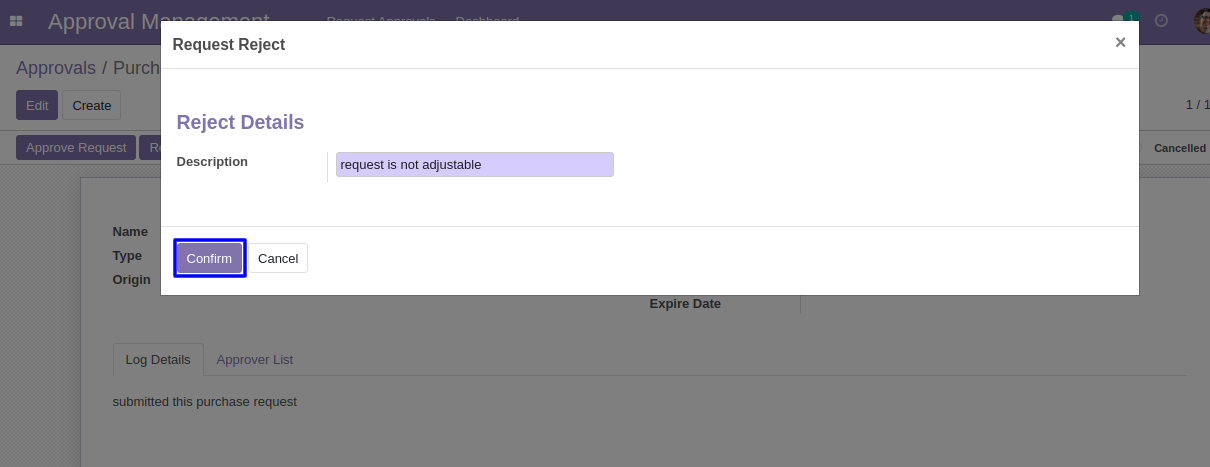 Approval Management Request Approvals Dashboard 1
Request Reject ×
Approvals / Purcha
Edit Create 1 / 1
Reject Details
Approve Request Re Cancelled
Description request is not adjustable
Name
Type
Origin
Confirm Cancel
Expire Date
Log Details Approver List
submitted this purchase request